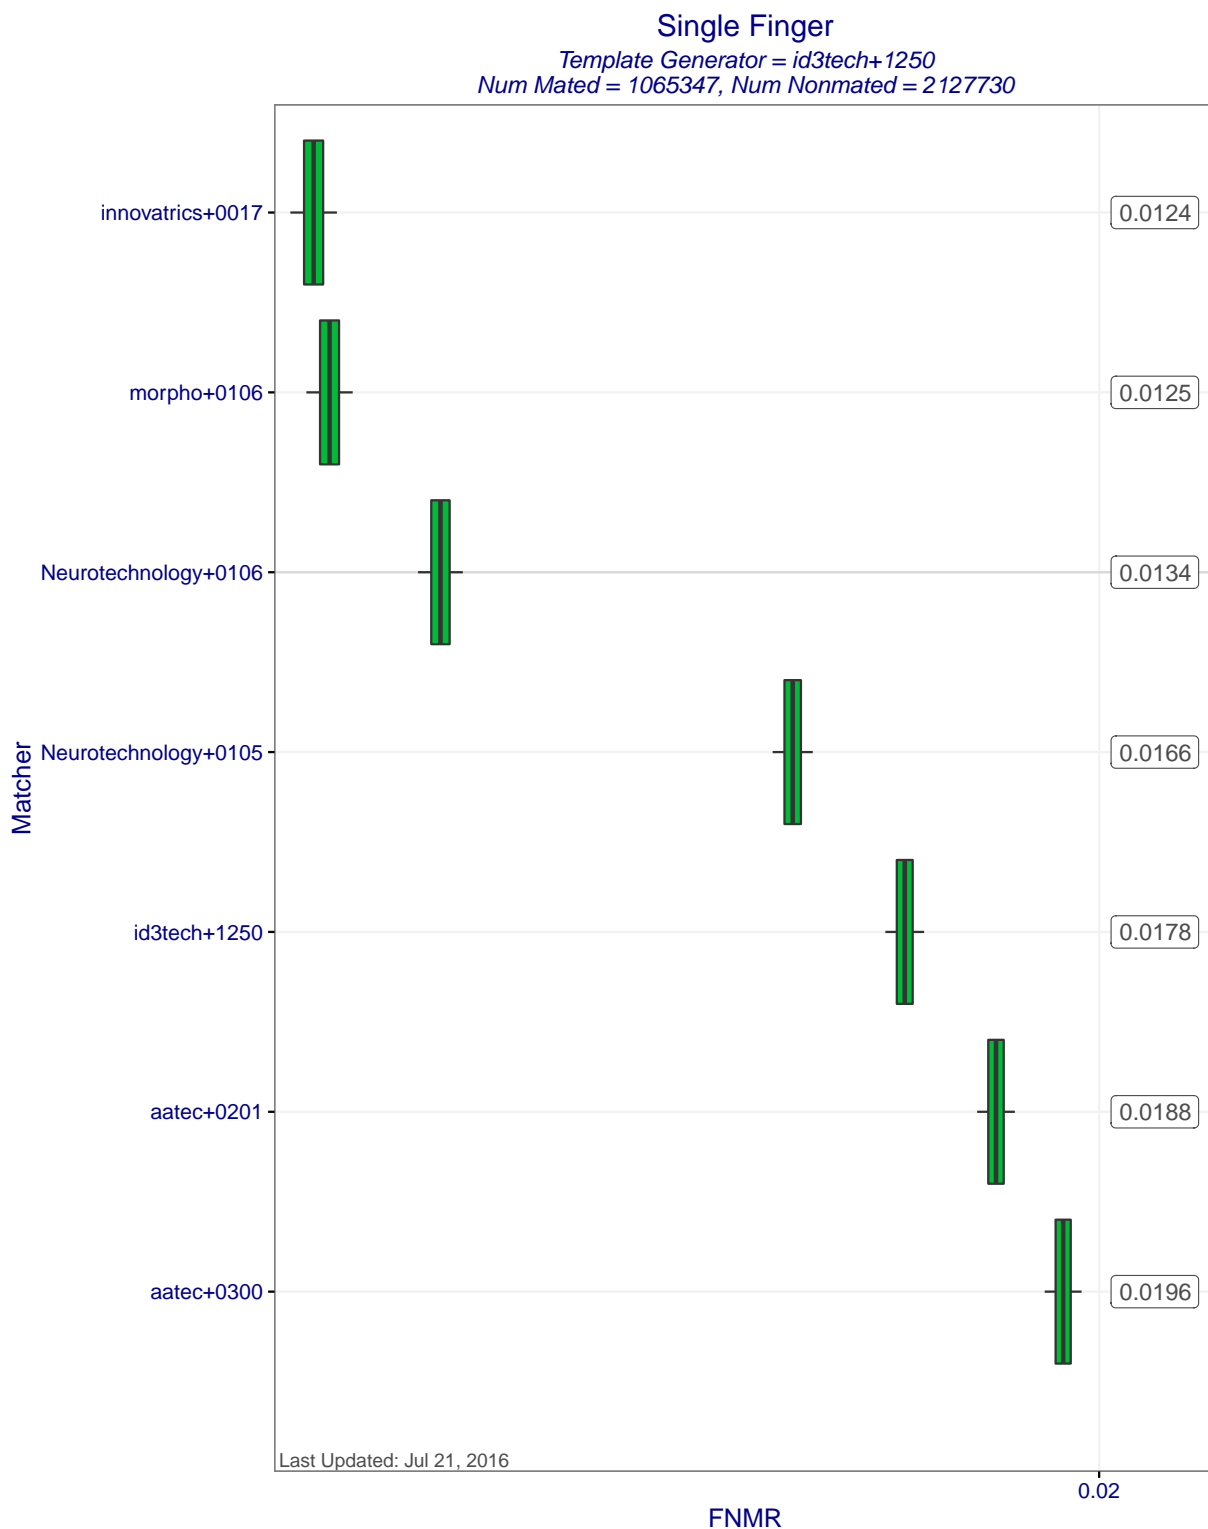 Single Finger
Template Generator = id3tech+1250
Num Mated = 1065347, Num Nonmated = 2127730
innovatrics+0017
0.0124
morpho+0106
0.0125
Neurotechnology+0106
0.0134
Neurotechnology+0105
0.0166
Matcher
id3tech+1250
0.0178
aatec+0201
0.0188
aatec+0300
0.0196
Last Updated: Jul 21, 2016
0.02
FNMR